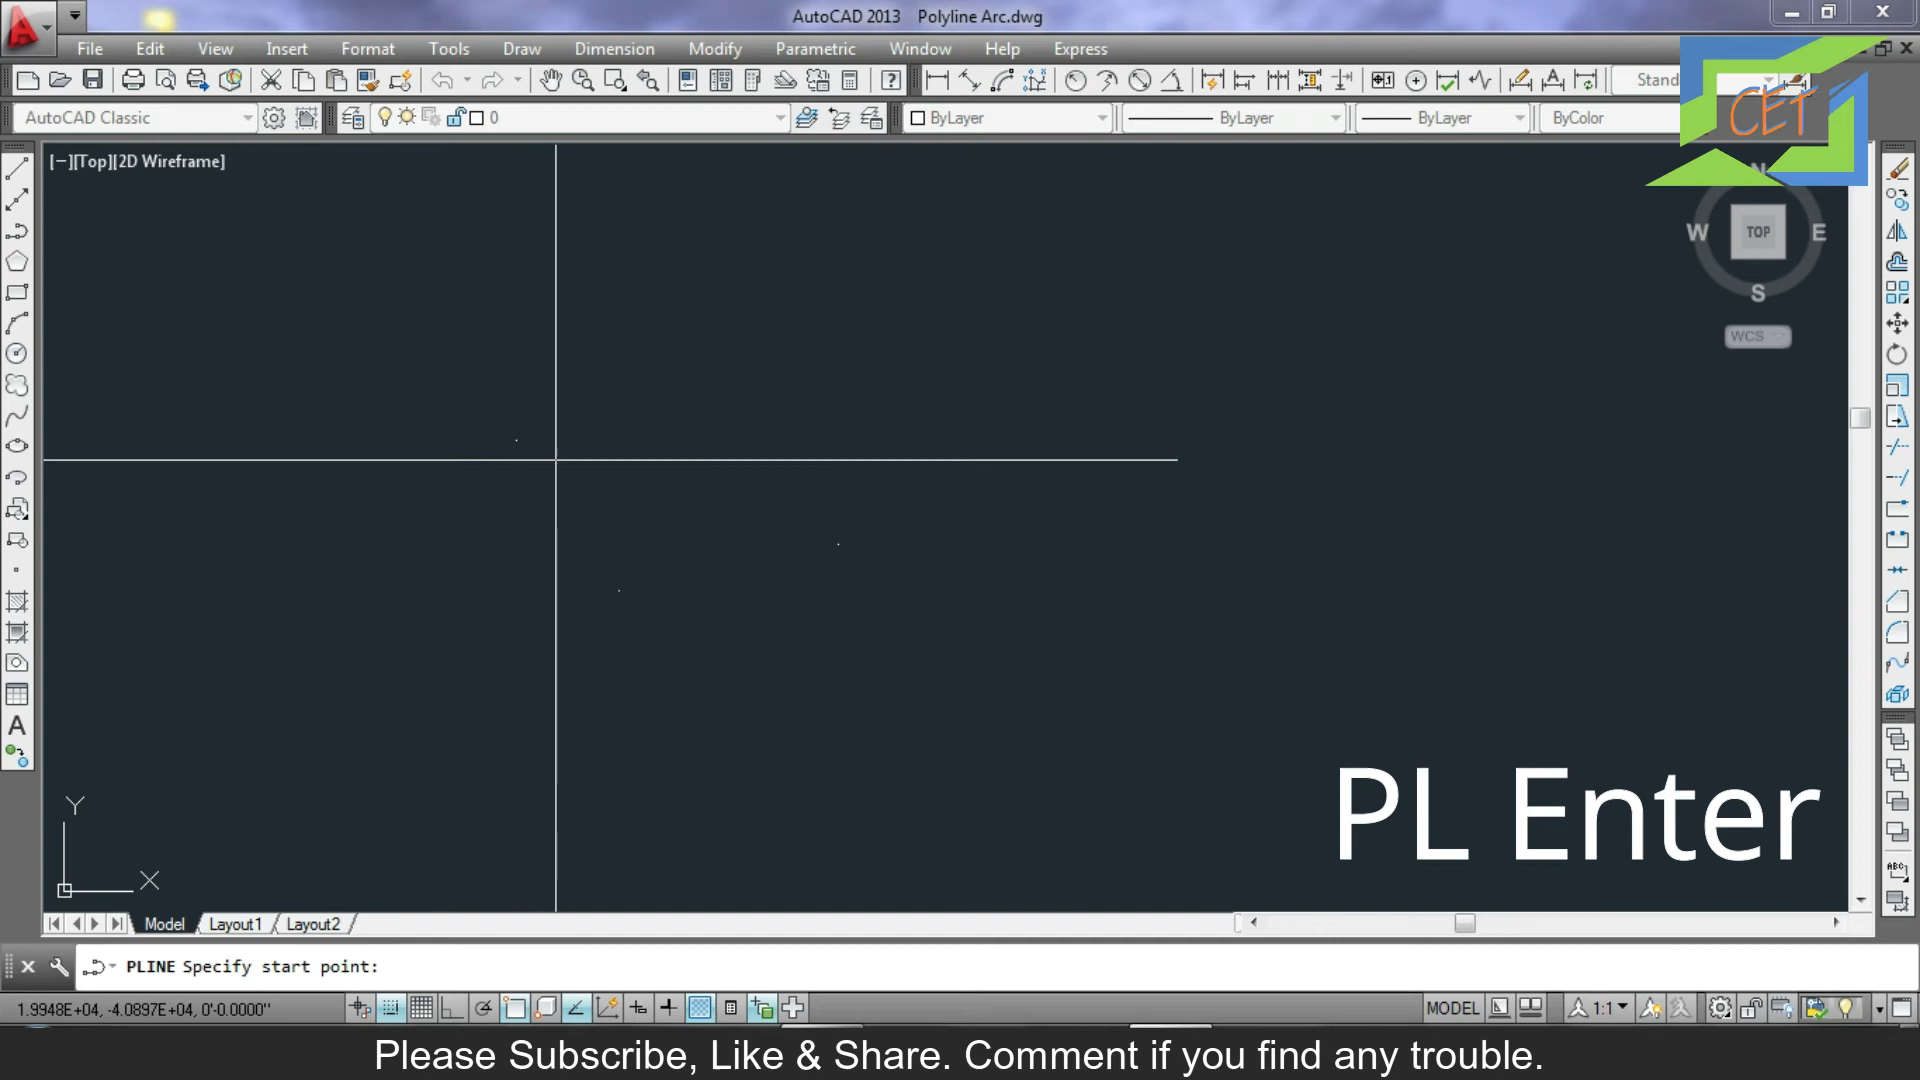 AutoCAD 2013 Polyline Arc.dwg
File Edit View Insert Format Tools Draw Dimension Modify Parametric Window Help Express
Stand
AutoCAD Classic 0 ByLayer ByLayer ByLayer ByColor
CET
[−][Top][2D Wireframe]
N
W TOP E
S
WCS
A
PL Enter
Y
X
ABC
Model Layout1 Layout2
PLINE Specify start point:
1.9948E+04, -4.0897E+04, 0'-0.0000" MODEL 1:1
Please Subscribe, Like & Share. Comment if you find any trouble.